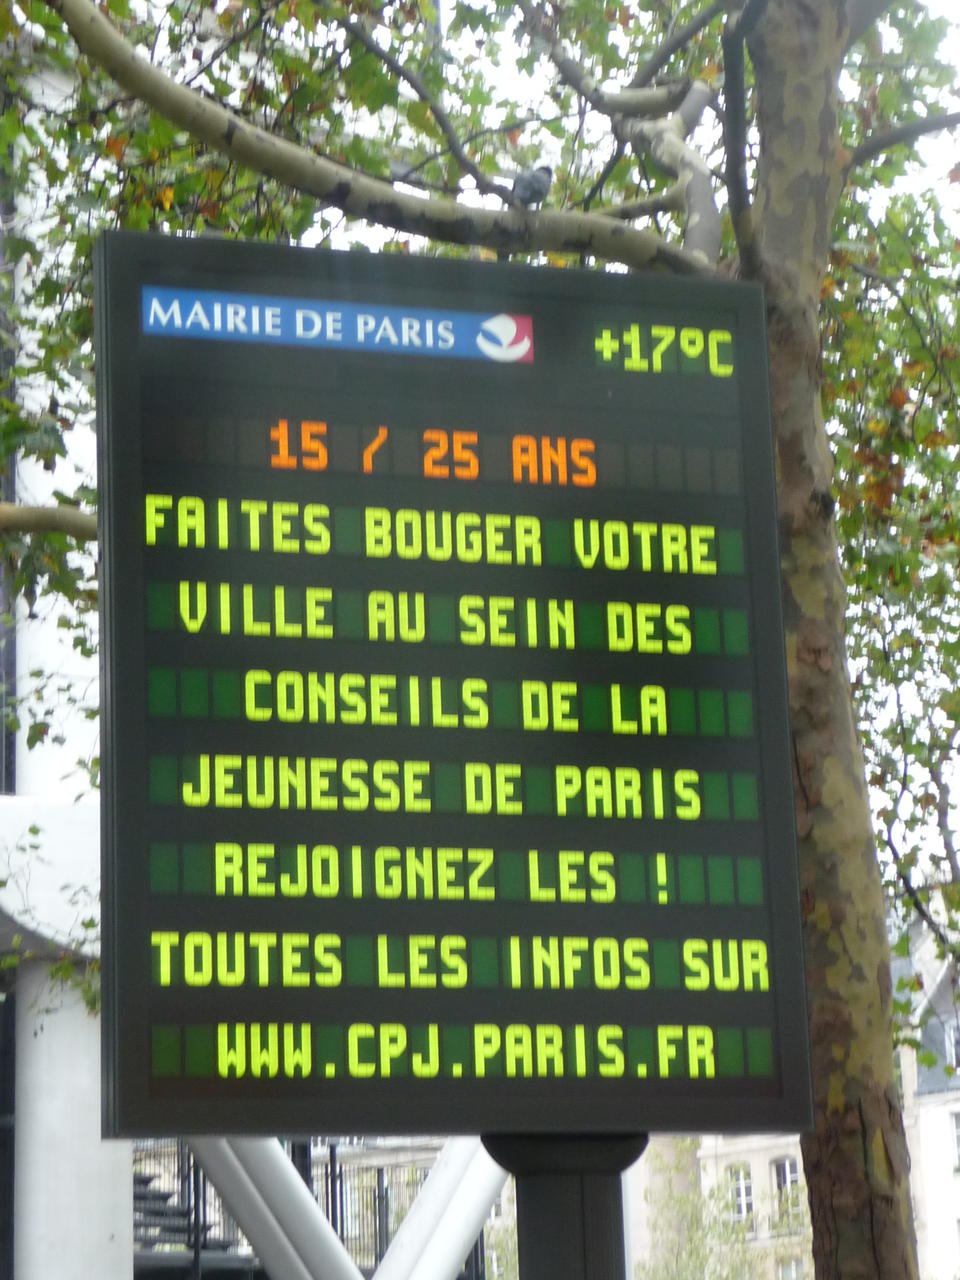 MAIRIE DE PARIS
+17°C
15 / 25 ANS
FAITES BOUGER VOTRE
VILLE AU SEIN DES
CONSEILS DE LA
JEUNESSE DE PARIS
REJOIGNEZ LES !
TOUTES LES INFOS SUR
WWW.CPJ.PARIS.FR